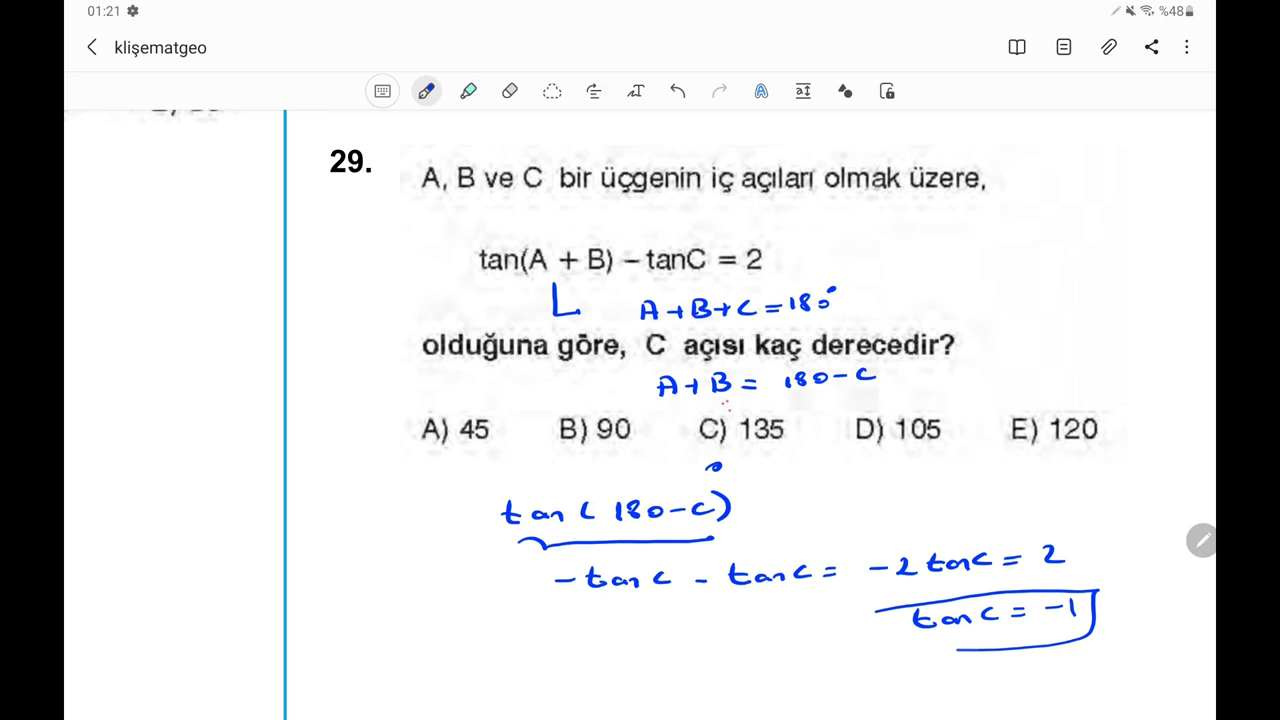 01:21
%48
klişematgeo
29.
A, B ve C bir üçgenin iç açıları olmak üzere,
tan(A + B) – tanC = 2
A+B+C=180°
olduğuna göre, C açısı kaç derecedir?
A+B = 180-C
A) 45 B) 90 C) 135 D) 105 E) 120
tan(180-C)
-tanC - tanC = -2tanC = 2
tanC = -1